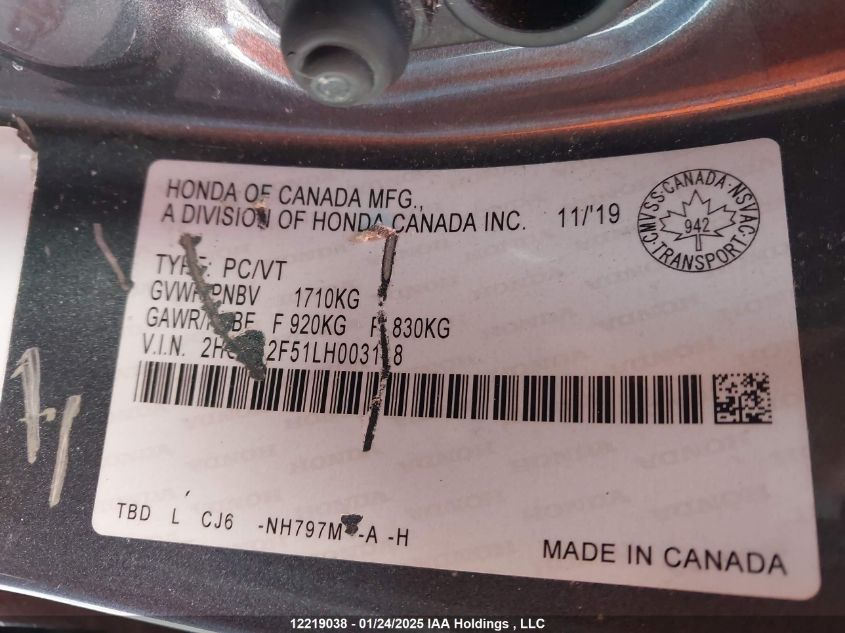 HONDA OF CANADA MFG.,
A DIVISION OF HONDA CANADA INC. 11/'19
CMVSS·CANADA·NSVAC
942
TRANSPORT
PC/VT
1710KG
F 920KG 830KG
V.I.N.
TBD L CJ6 -A -H
MADE IN CANADA
12219038 - 01/24/2025 IAA Holdings , LLC